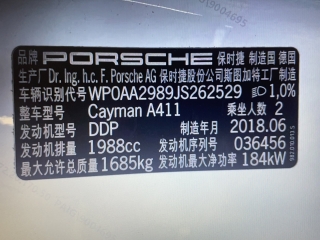 品牌 PORSCHE 保时捷 制造国 德国
生产厂 Dr. Ing. h.c. F. Porsche AG 保时捷股份公司斯图加特工厂制造
车辆识别代号 WP0AA2989JS262529 1,0%
整车型号 Cayman A411 乘坐人数 2
发动机型号 DDP 制造年月 2018.06
发动机排量 1988cc 发动机号 036456
最大允许总质量 1685kg 发动机最大净功率 184kW